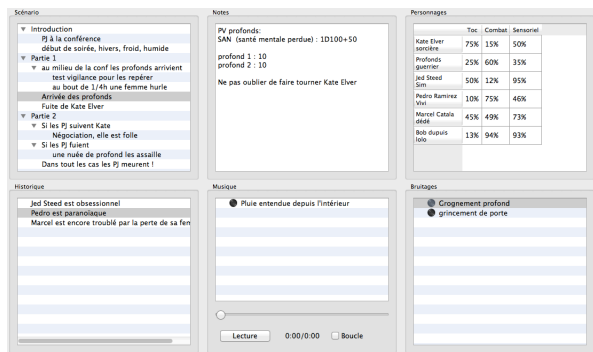 Scénario
Introduction
PJ à la conférence
début de soirée, hivers, froid, humide
Partie 1
au milieu de la conf les profonds arrivient
test vigilance pour les repérer
au bout de 1/4h une femme hurle
Arrivée des profonds
Fuite de Kate Elver
Partie 2
Si les PJ suivent Kate
Négociation, elle est folle
Si les PJ fuient
une nuée de profond les assaille
Dans tout les cas les PJ meurent !
Notes
PV profonds:
SAN (santé mentale perdue) : 1D100+50
profond 1 : 10
profond 2 : 10
Ne pas oublier de faire tourner Kate Elver
Personnages
Toc Combat Sensoriel
Kate Elver
sorcière 75% 15% 50%
Profonds
guerrier 25% 60% 35%
Jed Steed
Sim 50% 12% 95%
Pedro Ramirez
Vivi 10% 75% 46%
Marcel Catala
dédé 45% 49% 73%
Bob dupuis
lolo 13% 94% 93%
Historique
Jed Steed est obsessionnel
Pedro est paranoïaque
Marcel est encore troublé par la perte de sa fem
Musique
Pluie entendue depuis l'intérieur
Lecture 0:00/0:00 Boucle
Bruitages
Grognement profond
grincement de porte